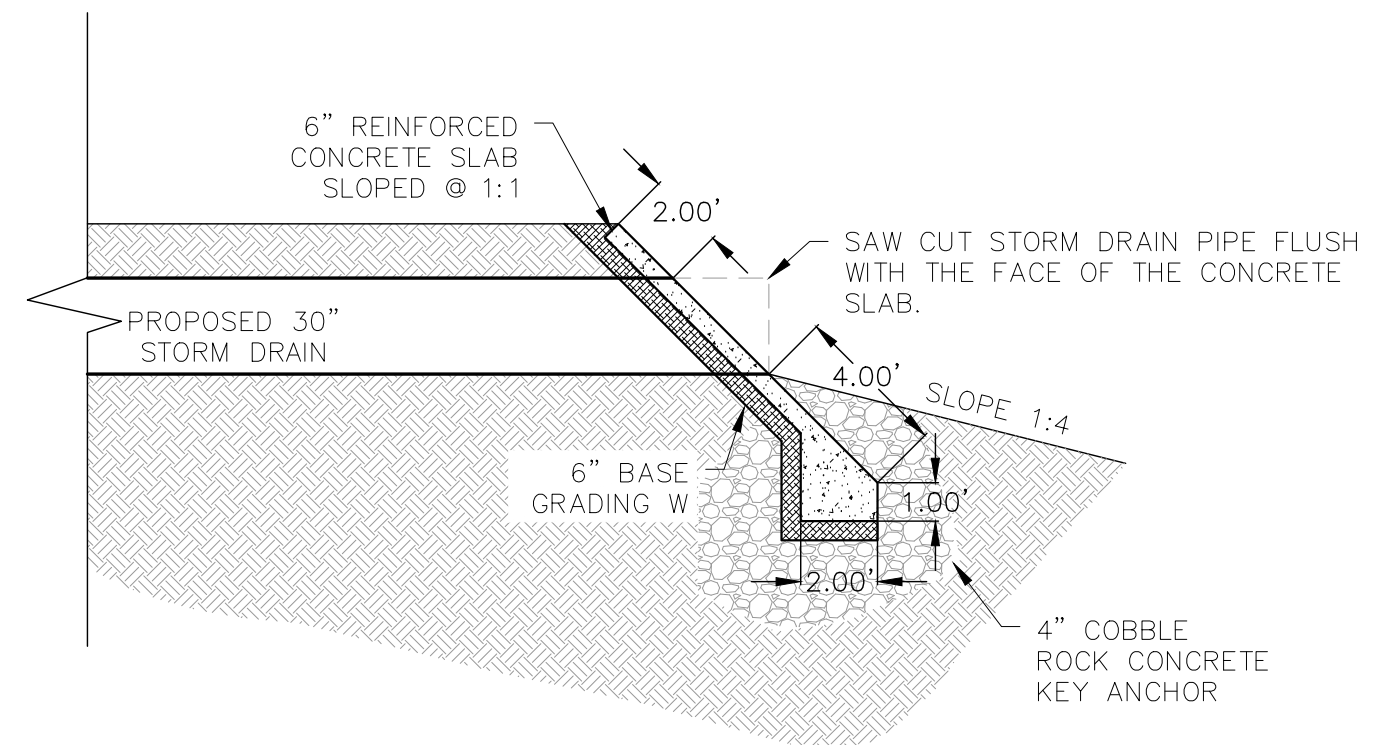 6” REINFORCED
CONCRETE SLAB
SLOPED @ 1:1
2.00’
SAW CUT STORM DRAIN PIPE FLUSH
WITH THE FACE OF THE CONCRETE
SLAB.
PROPOSED 30”
STORM DRAIN
4.00’
SLOPE 1:4
6” BASE
GRADING W
1.00’
2.00’
4” COBBLE
ROCK CONCRETE
KEY ANCHOR